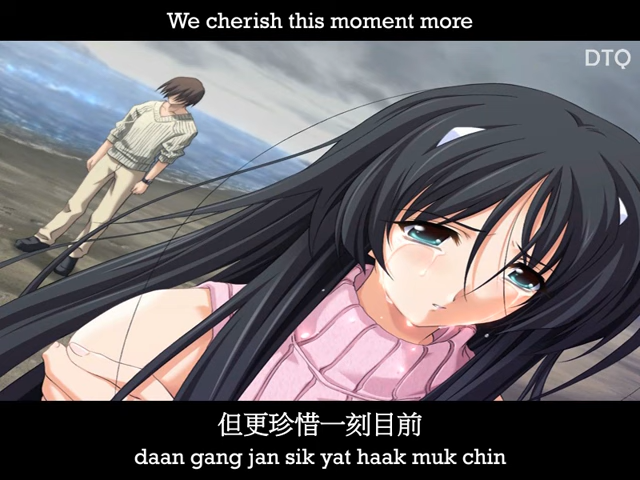 We cherish this moment more
DTQ
但更珍惜一刻目前
daan gang jan sik yat haak muk chin